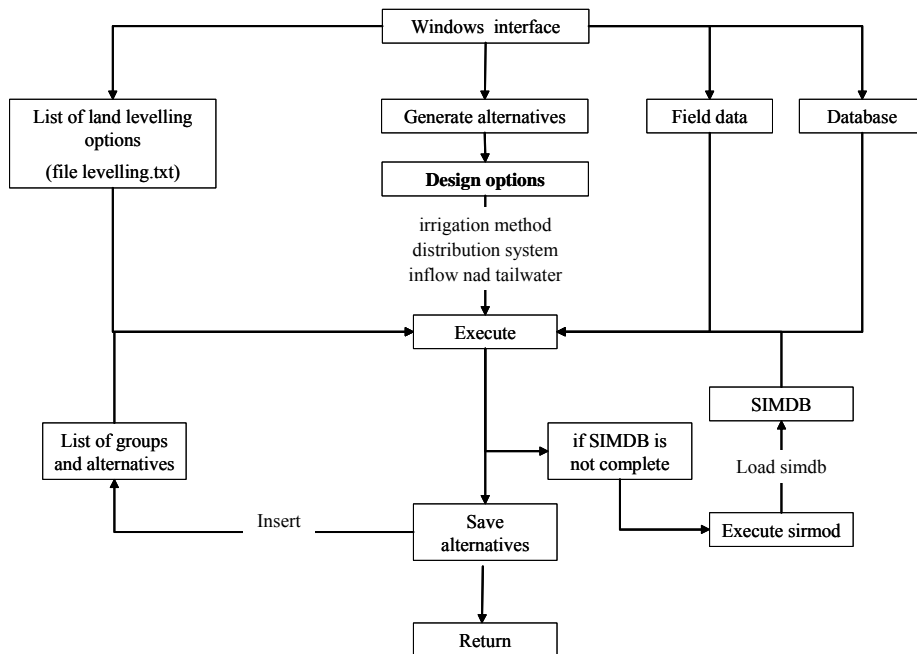 Windows interface
List of land levelling
options
(file levelling.txt)
Generate alternatives
Field data
Database
Design options
irrigation method
distribution system
inflow nad tailwater
Execute
SIMDB
List of groups
and alternatives
if SIMDB is
not complete
Load simdb
Insert
Save
alternatives
Execute sirmod
Return